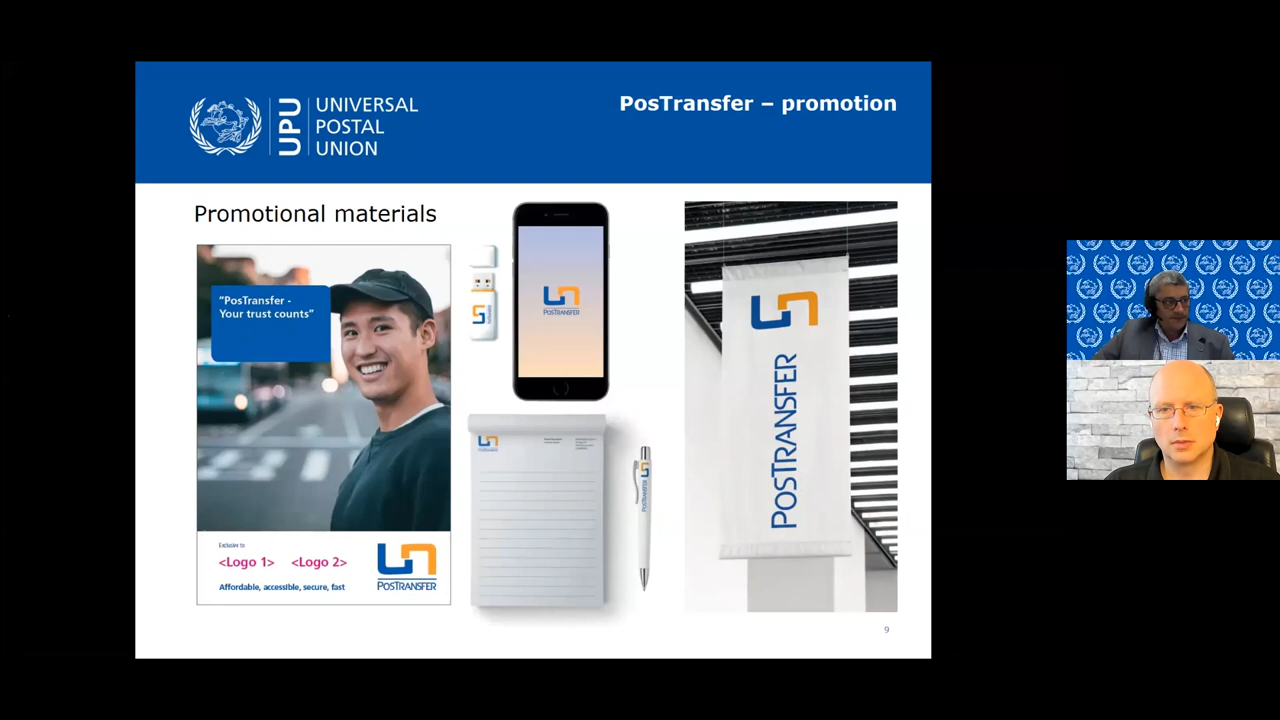 UPU
UNIVERSAL
POSTAL
UNION
PosTransfer – promotion
Promotional materials
“PosTransfer -
Your trust counts”
Exclusive to
<Logo 1> <Logo 2>
Affordable, accessible, secure, fast
POSTRANSFER
POSTRANSFER
POSTRANSFER
POSTRANSFER
9